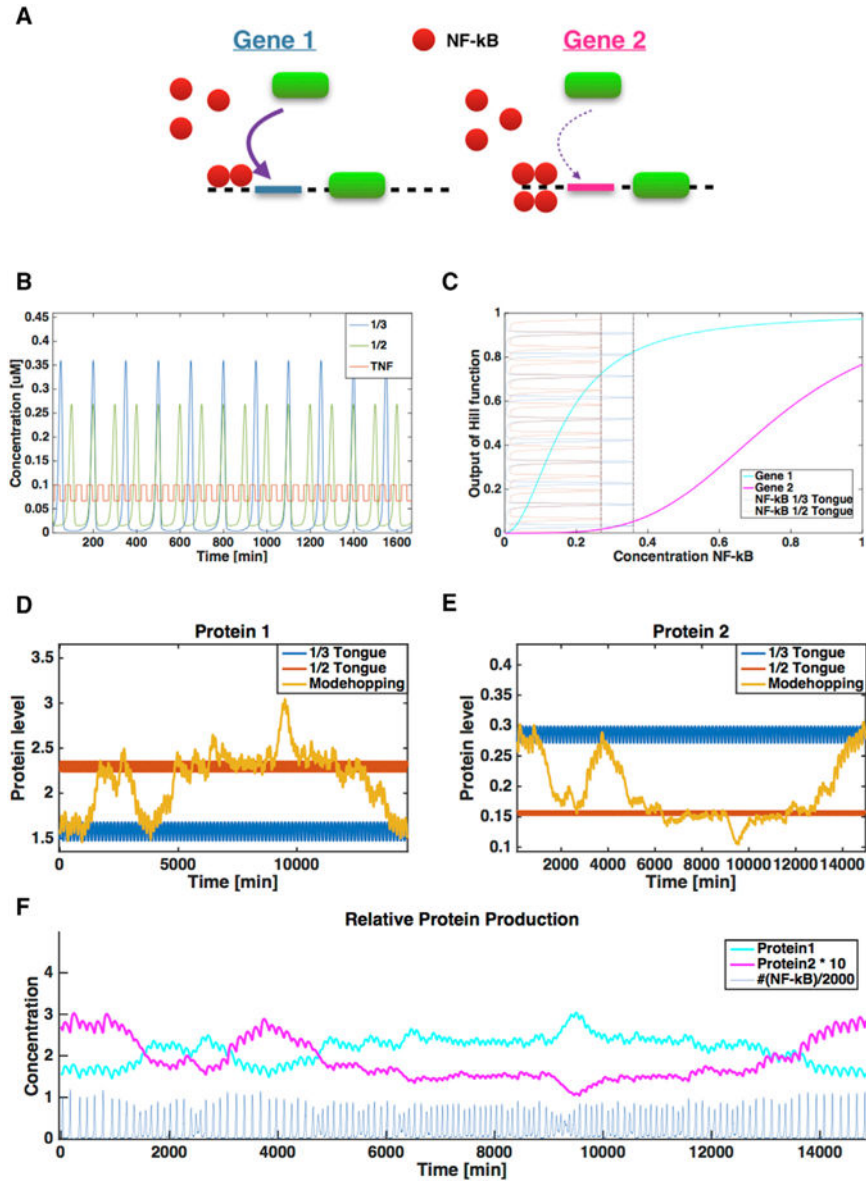 A
Gene 1
NF-kB
Gene 2
B
C
Concentration [uM]
0.45
0.4
0.35
0.3
0.25
0.2
0.15
0.1
0.05
0
1/3
1/2
TNF
200 400 600 800 1000 1200 1400 1600
Time [min]
Output of Hill function
1
0.8
0.6
0.4
0.2
0
Gene 1
Gene 2
NF-kB 1/3 Tongue
NF-kB 1/2 Tongue
0 0.2 0.4 0.6 0.8 1
Concentration NF-kB
D
E
Protein 1
Protein level
3.5
3
2.5
2
1.5
1/3 Tongue
1/2 Tongue
Modehopping
0 5000 10000
Time [min]
Protein 2
Protein level
0.4
0.35
0.3
0.25
0.2
0.15
0.1
1/3 Tongue
1/2 Tongue
Modehopping
2000 4000 6000 8000 10000 12000 14000
Time [min]
F
Relative Protein Production
Concentration
4
3
2
1
0
Protein1
Protein2 * 10
#(NF-kB)/2000
0 2000 4000 6000 8000 10000 12000 14000
Time [min]